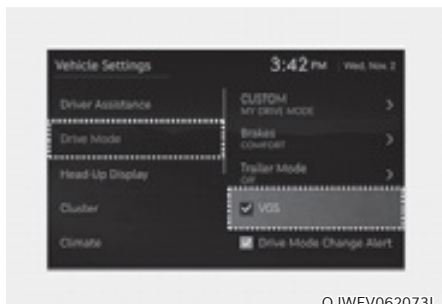 Vehicle Settings
3:42 PM Wed, Nov. 2
Driver Assistance
Drive Mode
Head-Up Display
Cluster
Climate
CUSTOM
MY DRIVE MODE
Brakes
COMFORT
Trailer Mode
OFF
VGS
Drive Mode Change Alert